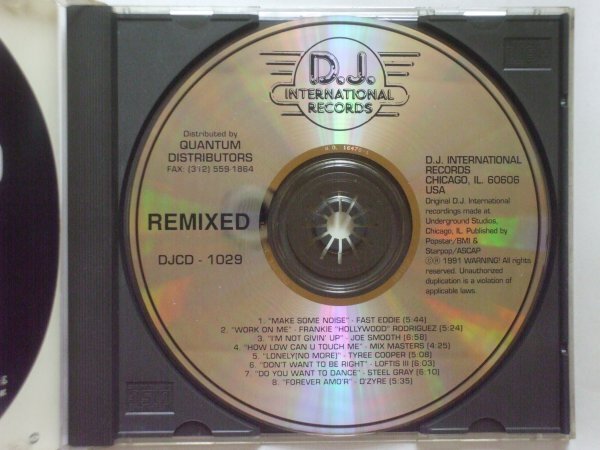 D.J.
INTERNATIONAL
RECORDS
Distributed by
QUANTUM
DISTRIBUTORS
FAX: (312) 559-1864
REMIXED
DJCD - 1029
D.J. INTERNATIONAL
RECORDS
CHICAGO, IL. 60606
USA
Original D.J. International
recordings made at
Underground Studios,
Chicago, IL. Published by
Popstar/BMI &
Starpop/ASCAP
©℗ 1991 WARNING! All rights
reserved. Unauthorized
duplication is a violation of
applicable laws
1. "MAKE SOME NOISE" - FAST EDDIE (5:44)
2. "WORK ON ME" - FRANKIE "HOLLYWOOD" RODRIGUEZ (5:24)
3. "I'M NOT GIVIN' UP" - JOE SMOOTH (6:58)
4. "HOW LOW CAN U TOUCH ME" - MIX MASTERS (4:25)
5. "LONELY(NO MORE)" - TYREE COOPER (5:08)
6. "DON'T WANT TO BE RIGHT" - LOFTIS III (5:03)
7. "DO YOU WANT TO DANCE" - STEEL GRAY (6:10)
8. "FOREVER AMO'R" - D'ZYRE (5:35)